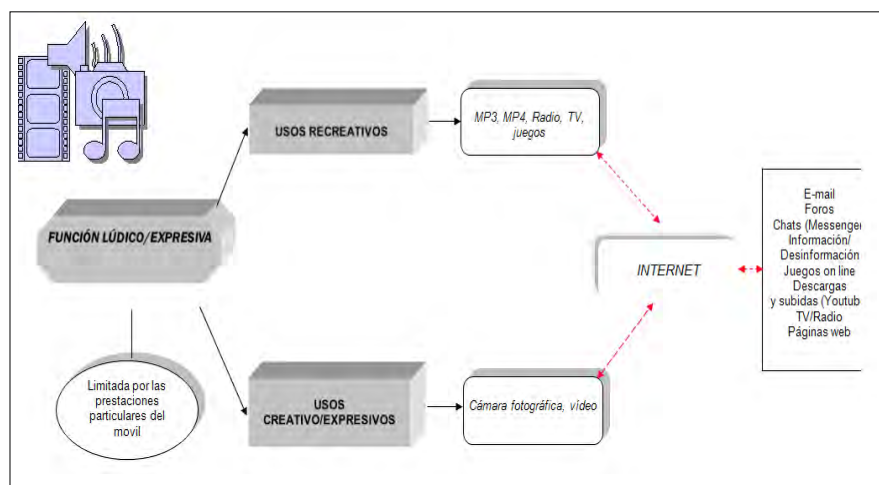 USOS RECREATIVOS
MP3, MP4, Radio, TV,
juegos
FUNCIÓN LÚDICO/EXPRESIVA
INTERNET
E-mail
Foros
Chats (Messenger
Información/
Desinformación
Juegos on line
Descargas
y subidas (Youtub
TV/Radio
Páginas web
Limitada por las
prestaciones
particulares del
movil
USOS
CREATIVO/EXPRESIVOS
Cámara fotográfica, vídeo